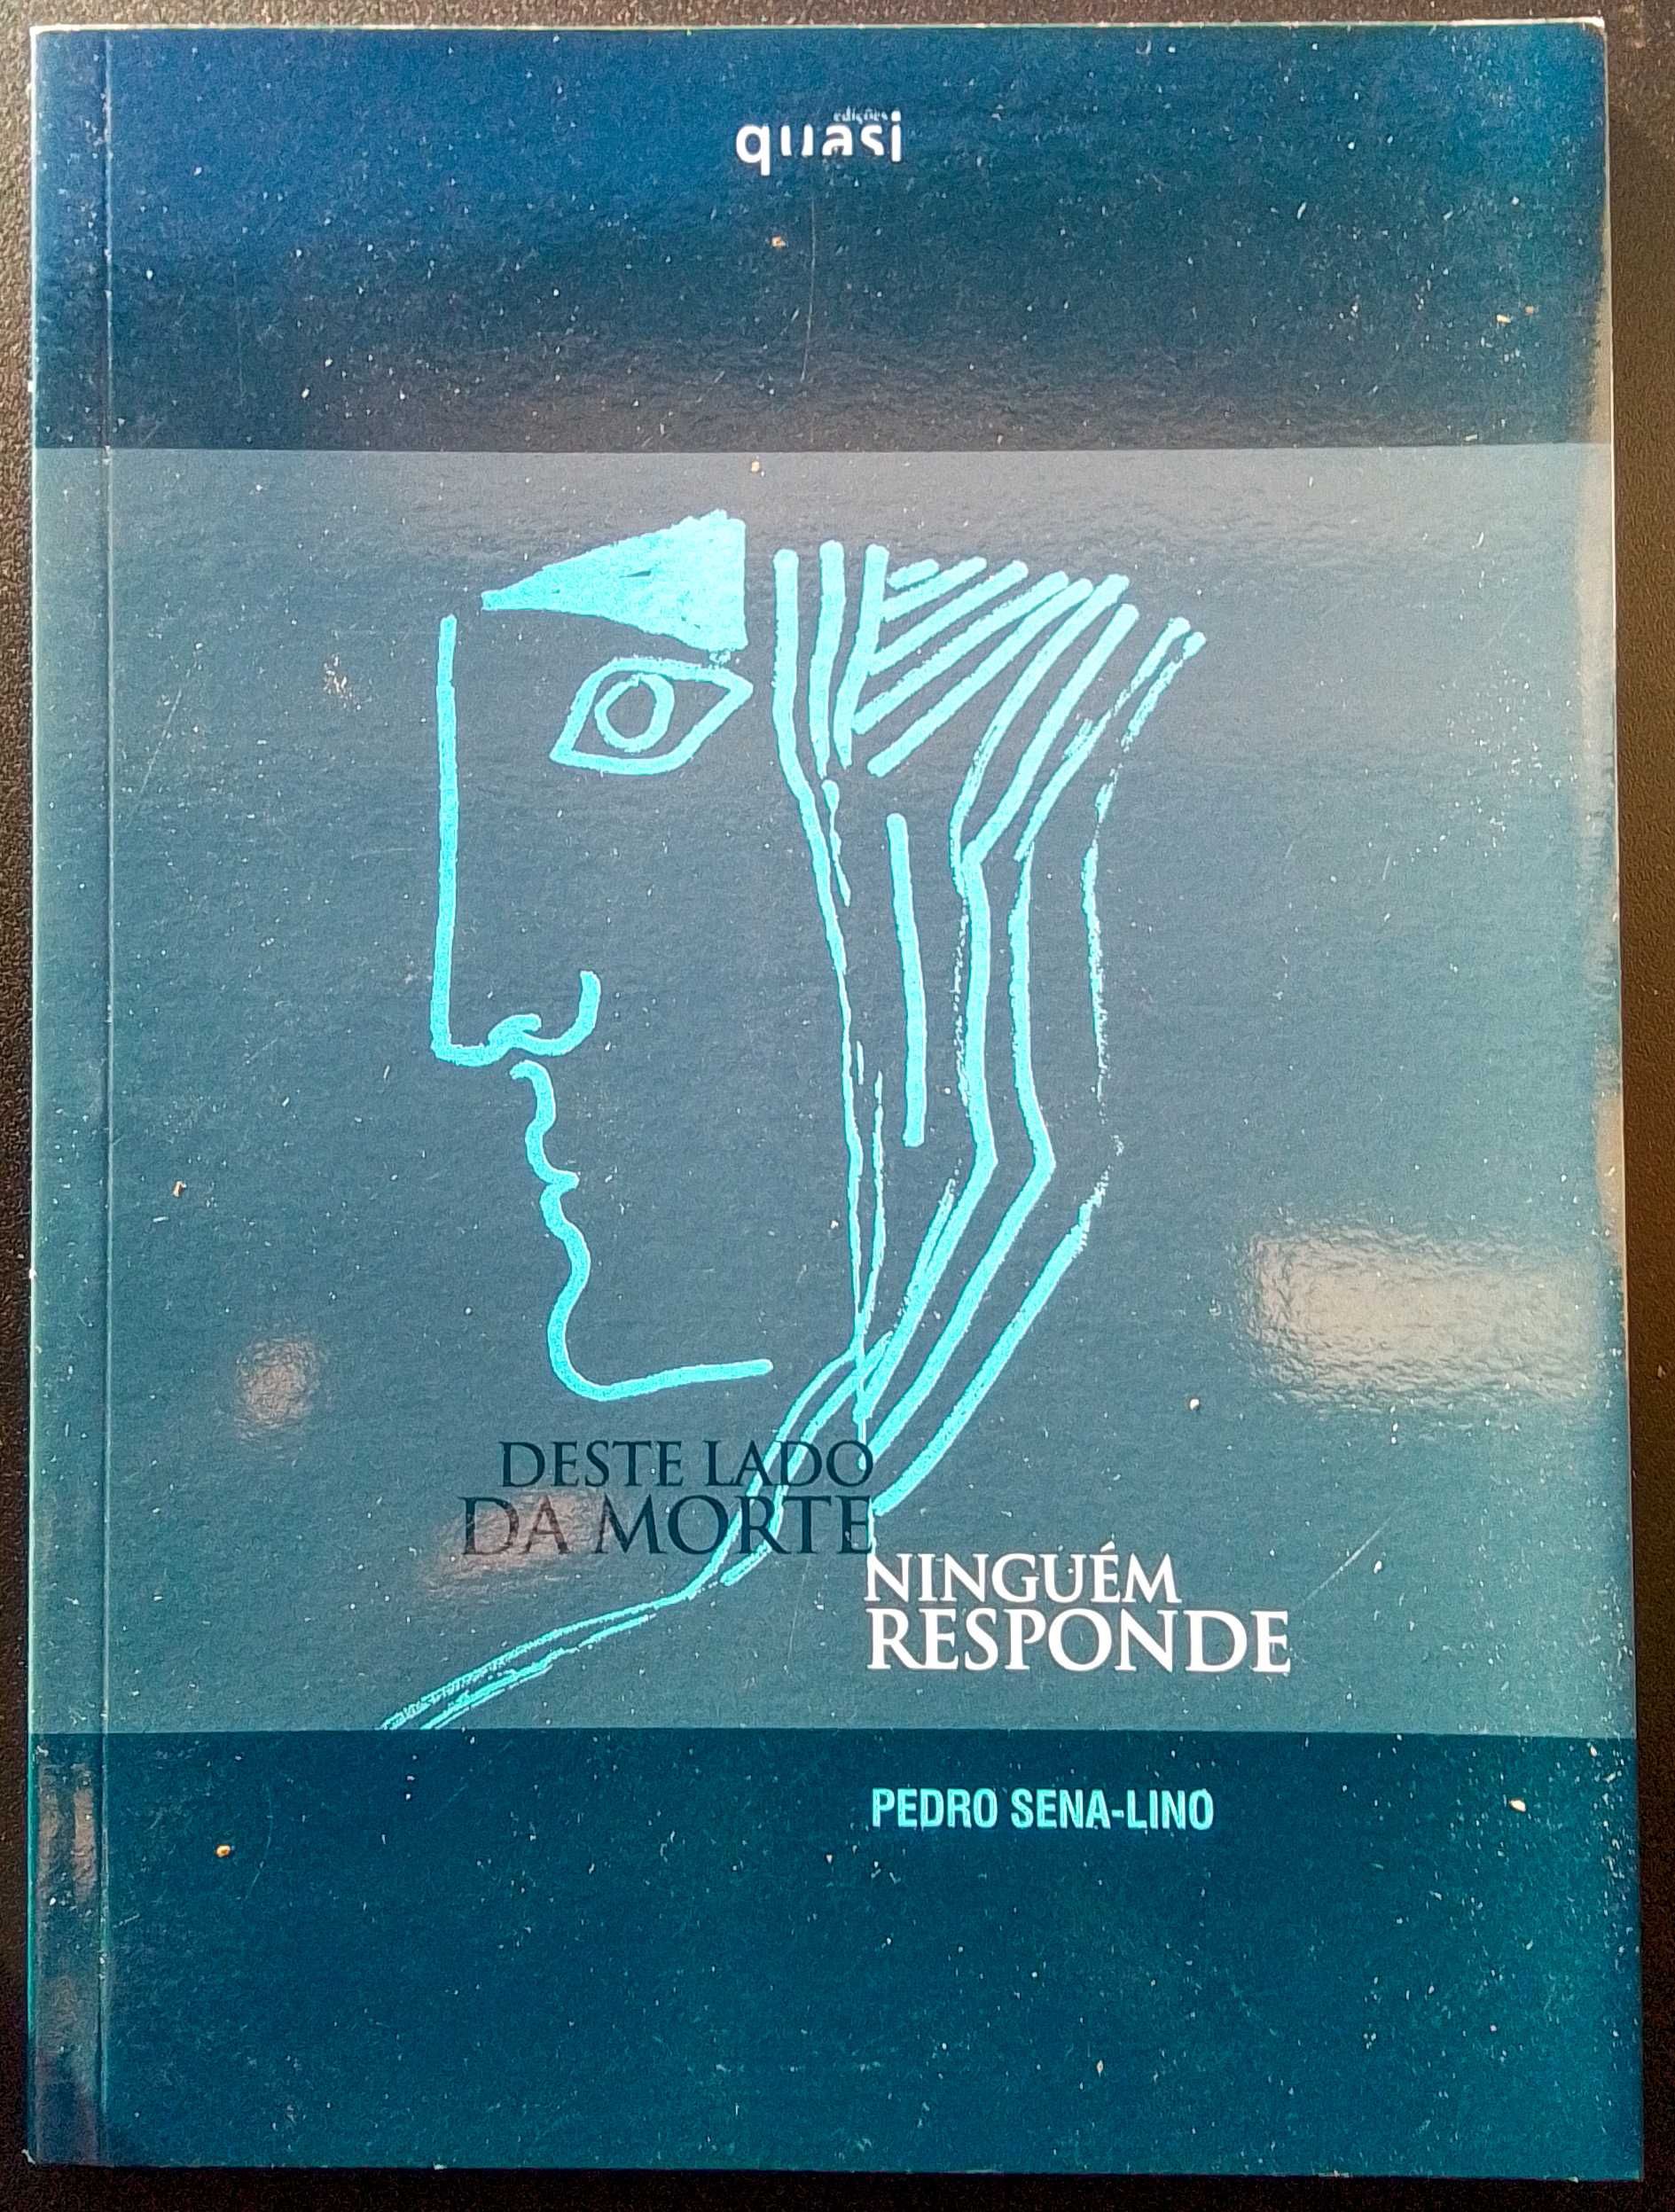 edições
quasi
DESTE LADO
DA MORTE
NINGUÉM
RESPONDE
PEDRO SENA-LINO